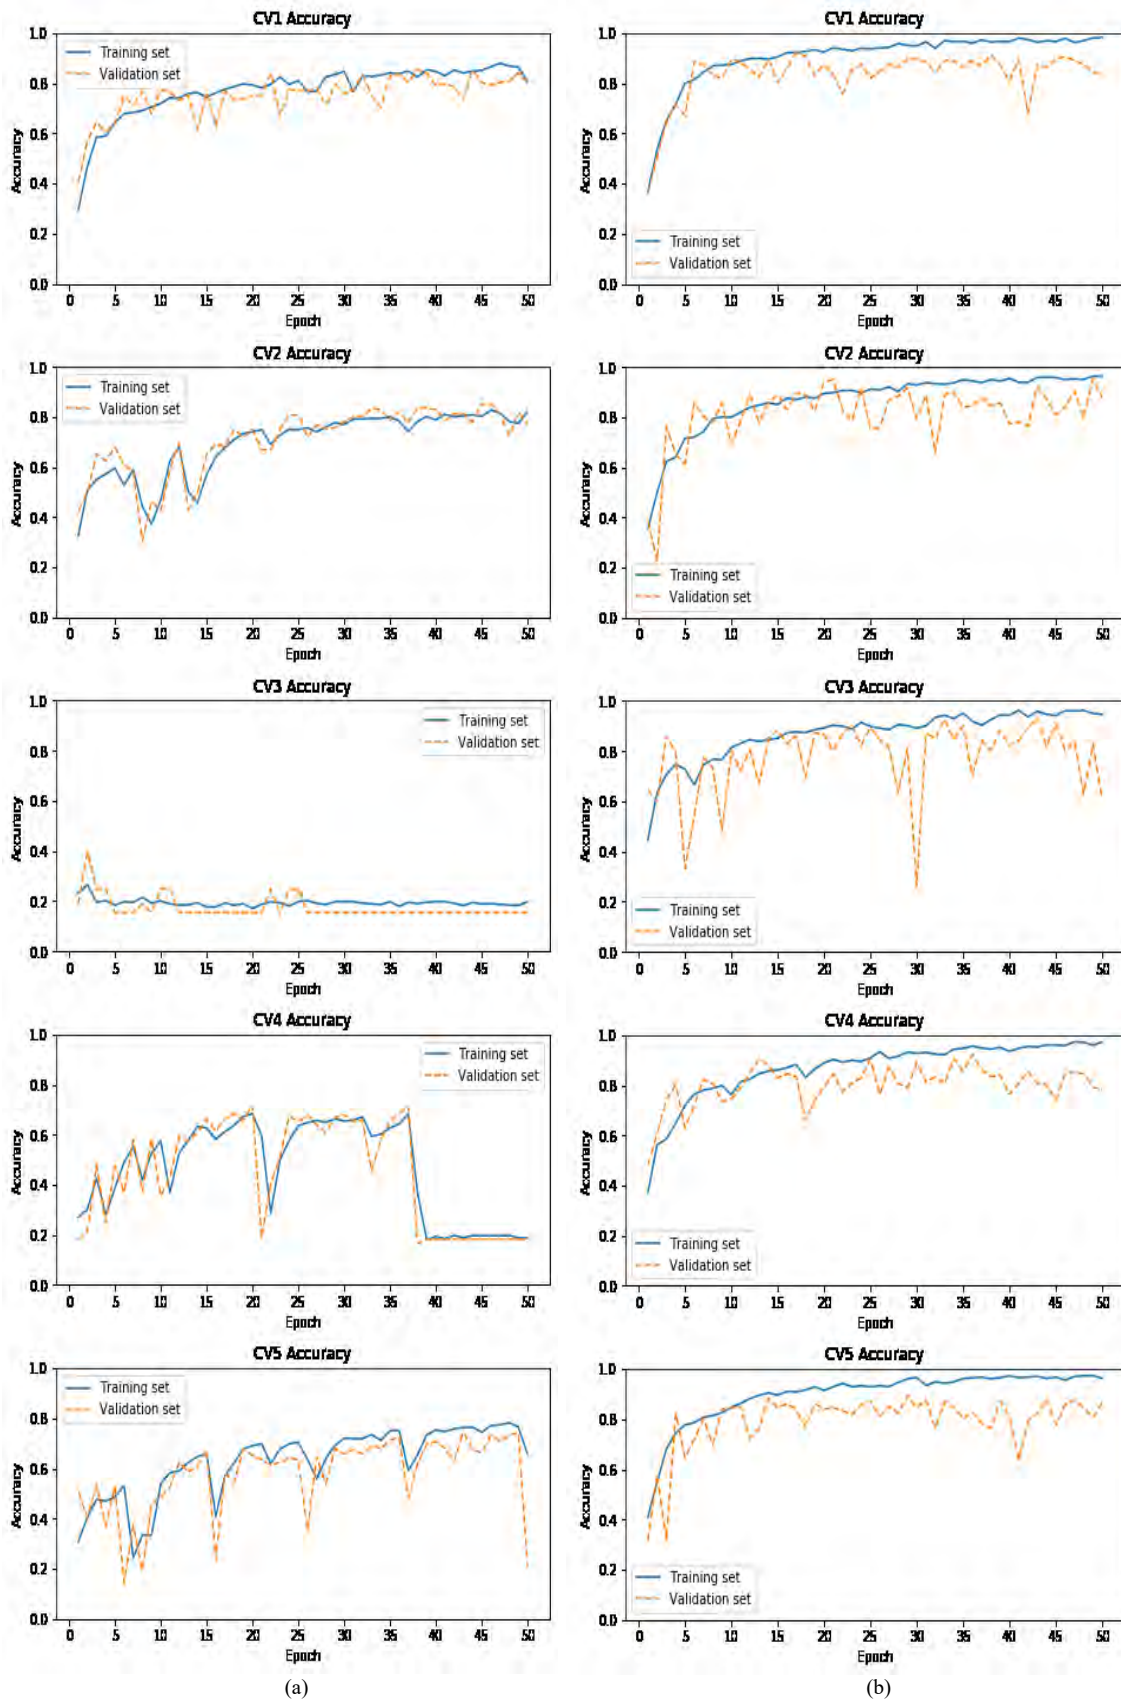 CV1 Accuracy
Training set
Validation set
Accuracy
1.0
0.8
0.6
0.4
0.2
0.0
0 5 10 15 20 25 30 35 40 45 50
Epoch
CV1 Accuracy
Training set
Validation set
Accuracy
1.0
0.8
0.6
0.4
0.2
0.0
0 5 10 15 20 25 30 35 40 45 50
Epoch
CV2 Accuracy
Training set
Validation set
Accuracy
1.0
0.8
0.6
0.4
0.2
0.0
0 5 10 15 20 25 30 35 40 45 50
Epoch
CV2 Accuracy
Training set
Validation set
Accuracy
1.0
0.8
0.6
0.4
0.2
0.0
0 5 10 15 20 25 30 35 40 45 50
Epoch
CV3 Accuracy
Training set
Validation set
Accuracy
1.0
0.8
0.6
0.4
0.2
0.0
0 5 10 15 20 25 30 35 40 45 50
Epoch
CV3 Accuracy
Training set
Validation set
Accuracy
1.0
0.8
0.6
0.4
0.2
0.0
0 5 10 15 20 25 30 35 40 45 50
Epoch
CV4 Accuracy
Training set
Validation set
Accuracy
1.0
0.8
0.6
0.4
0.2
0.0
0 5 10 15 20 25 30 35 40 45 50
Epoch
CV4 Accuracy
Training set
Validation set
Accuracy
1.0
0.8
0.6
0.4
0.2
0.0
0 5 10 15 20 25 30 35 40 45 50
Epoch
CV5 Accuracy
Training set
Validation set
Accuracy
1.0
0.8
0.6
0.4
0.2
0.0
0 5 10 15 20 25 30 35 40 45 50
Epoch
CV5 Accuracy
Training set
Validation set
Accuracy
1.0
0.8
0.6
0.4
0.2
0.0
0 5 10 15 20 25 30 35 40 45 50
Epoch
(a)
(b)